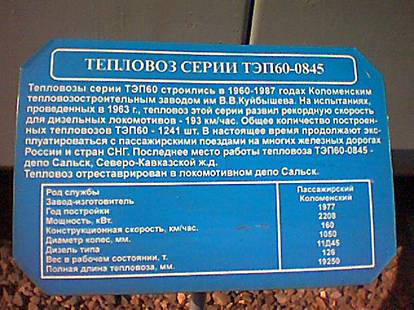 ТЕПЛОВОЗ СЕРИИ ТЭП60-0845
Тепловозы серии ТЭП60 строились в 1960-1987 годах Коломенским
тепловозостроительным заводом им В.В.Куйбышева. На испытаниях,
проведенных в 1963 г., тепловоз этой серии развил рекордную скорость
для дизельных локомотивов - 193 км/час. Общее количество построен-
ных тепловозов ТЭП60 - 1241 шт. В настоящее время продолжают экс-
плуатироваться с пассажирскими поездами на многих железных дорогах
России и стран СНГ. Последнее место работы тепловоза ТЭП60-0845 -
депо Сальск, Северо-Кавказской ж.д.
Тепловоз отреставрирован в локомотивном депо Сальск.
Род службы Пассажирский
Завод-изготовитель Коломенский
Год постройки 1977
Мощность, кВт. 2208
Конструкционная скорость, км/час. 160
Диаметр колес, мм. 1050
Дизель типа 11Д45
Вес в рабочем состоянии, т. 126
Полная длина тепловоза, мм. 19250